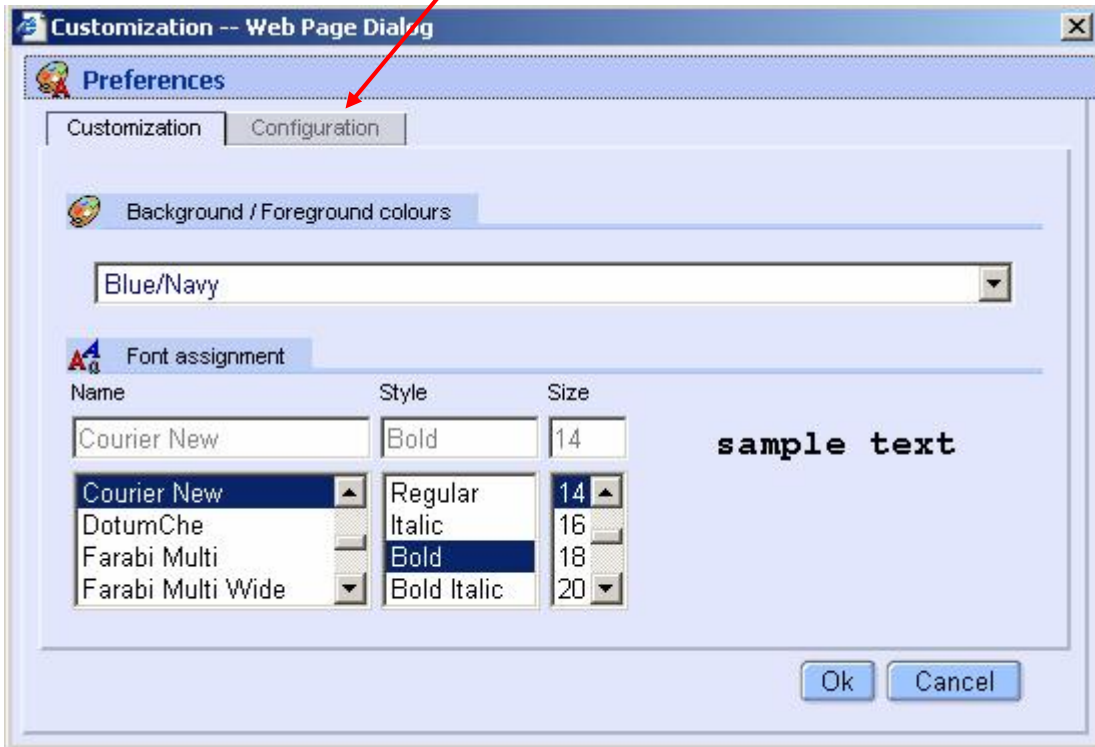 Customization -- Web Page Dialog
Preferences
Customization Configuration
Background / Foreground colours
Blue/Navy
Font assignment
Name Style Size
Courier New Bold 14
sample text
Courier New Regular 14
DotumChe Italic 16
Farabi Multi Bold 18
Farabi Multi Wide Bold Italic 20
Ok Cancel